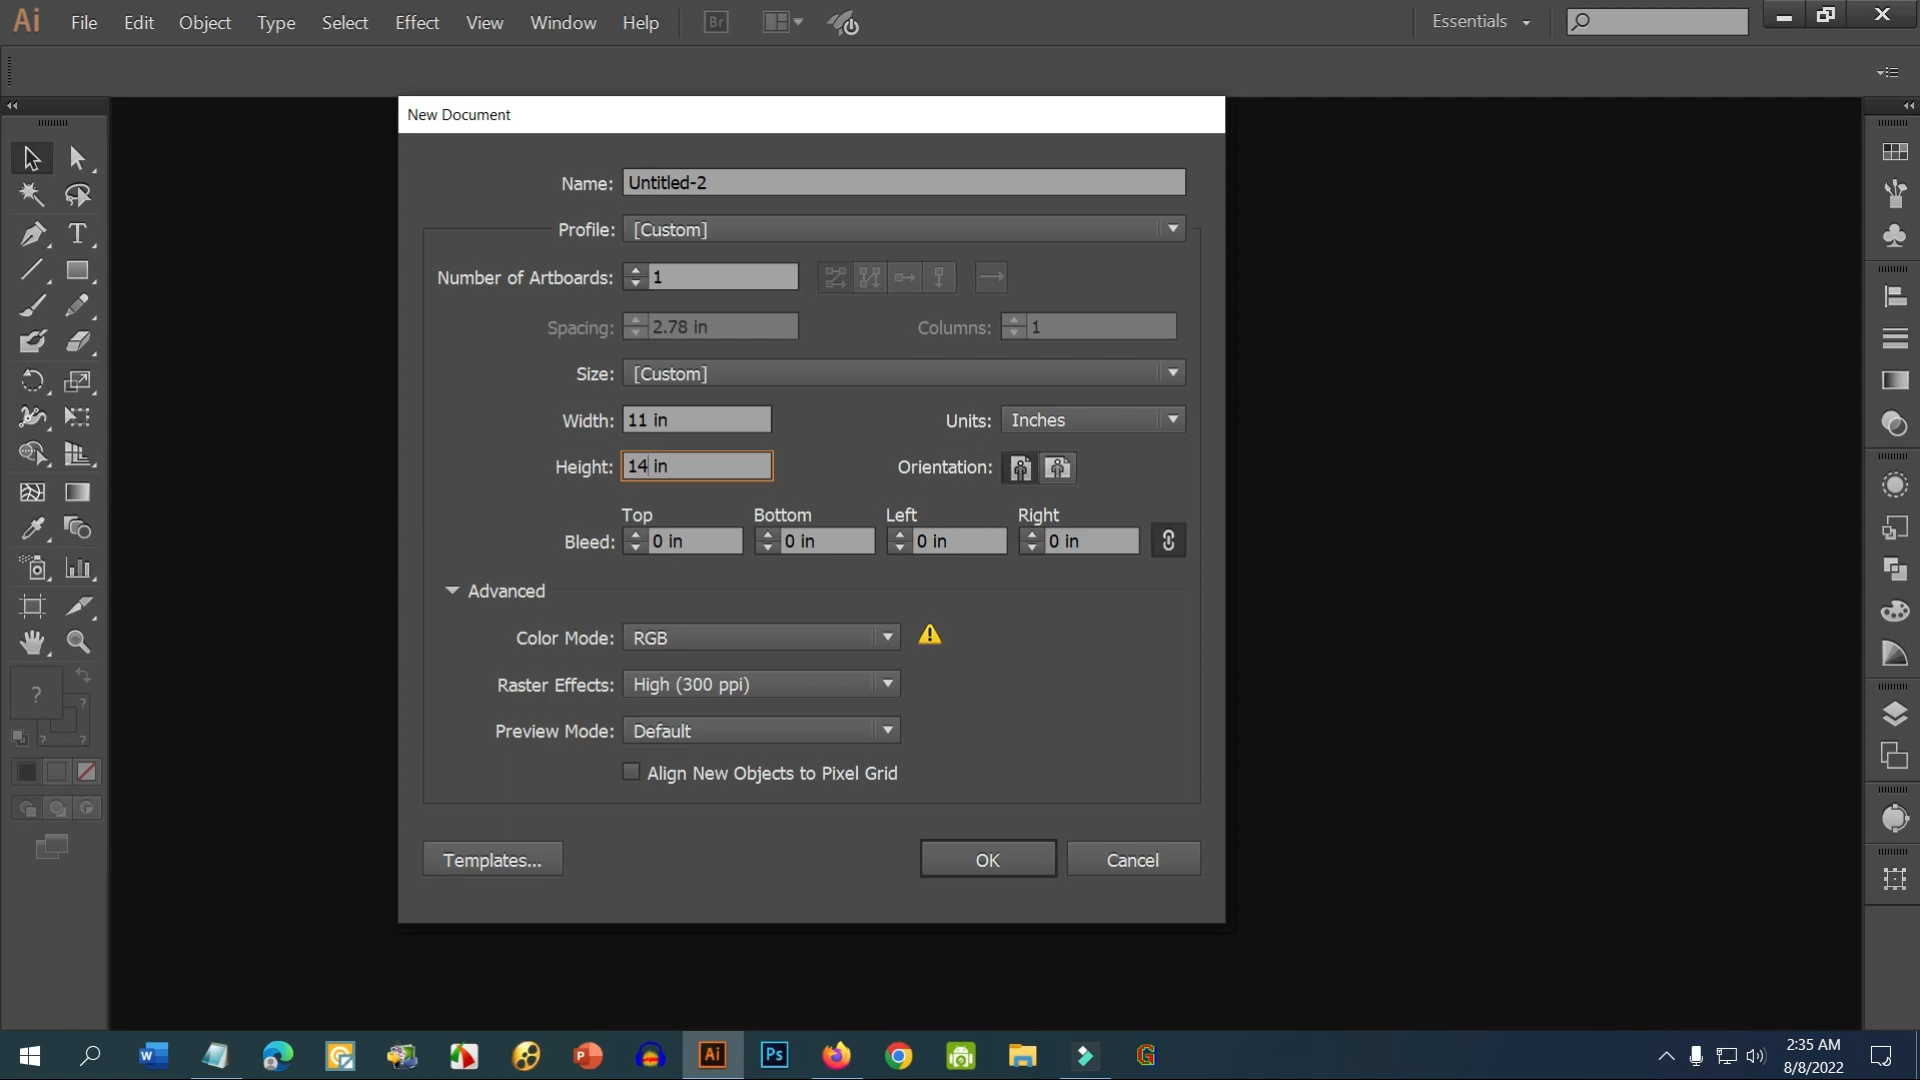 Ai File Edit Object Type Select Effect View Window Help Br Essentials
New Document
Name: Untitled-2
Profile: [Custom]
Number of Artboards: 1
Spacing: 2.78 in Columns: 1
Size: [Custom]
Width: 11 in Units: Inches
Height: 14 in Orientation:
Top Bottom Left Right
Bleed: 0 in 0 in 0 in 0 in
Advanced
Color Mode: RGB
Raster Effects: High (300 ppi)
Preview Mode: Default
Align New Objects to Pixel Grid
Templates... OK Cancel
T
? ? ? ?
W P Ai Ps G
2:35 AM
8/8/2022